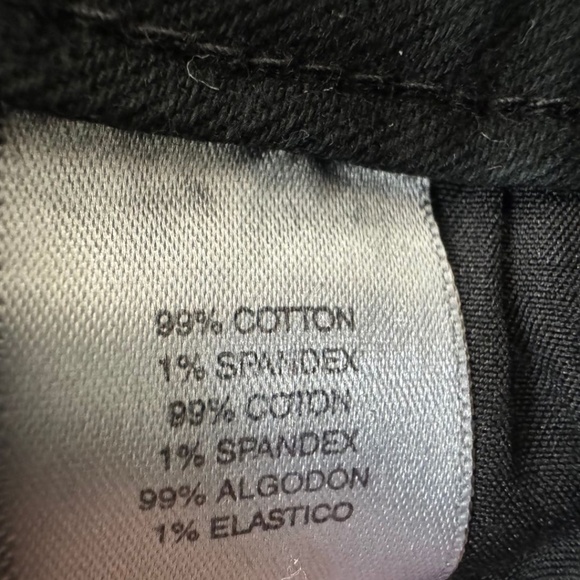 99% COTTON
1% SPANDEX
99% COTON
1% SPANDEX
99% ALGODON
1% ELASTICO